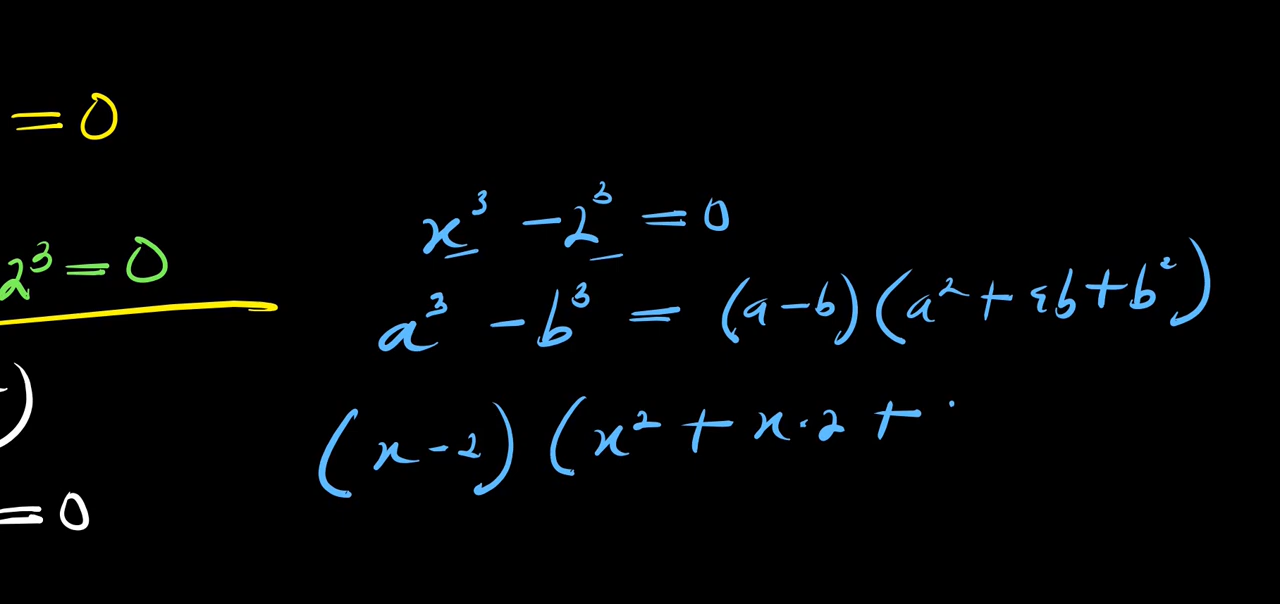 = 0
2³ = 0
)
= 0
x³ - 2³ = 0
a³ - b³ = (a - b)(a² + ab + b²)
(x - 2)(x² + x · 2 +